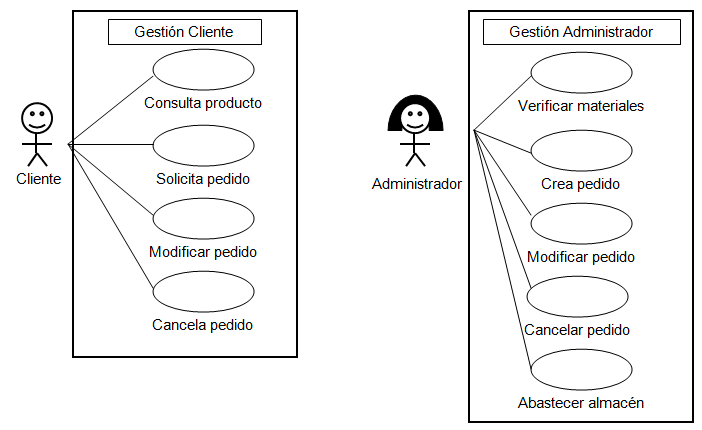 Gestión Cliente
Consulta producto
Solicita pedido
Cliente
Modificar pedido
Cancela pedido
Gestión Administrador
Verificar materiales
Administrador
Crea pedido
Modificar pedido
Cancelar pedido
Abastecer almacén